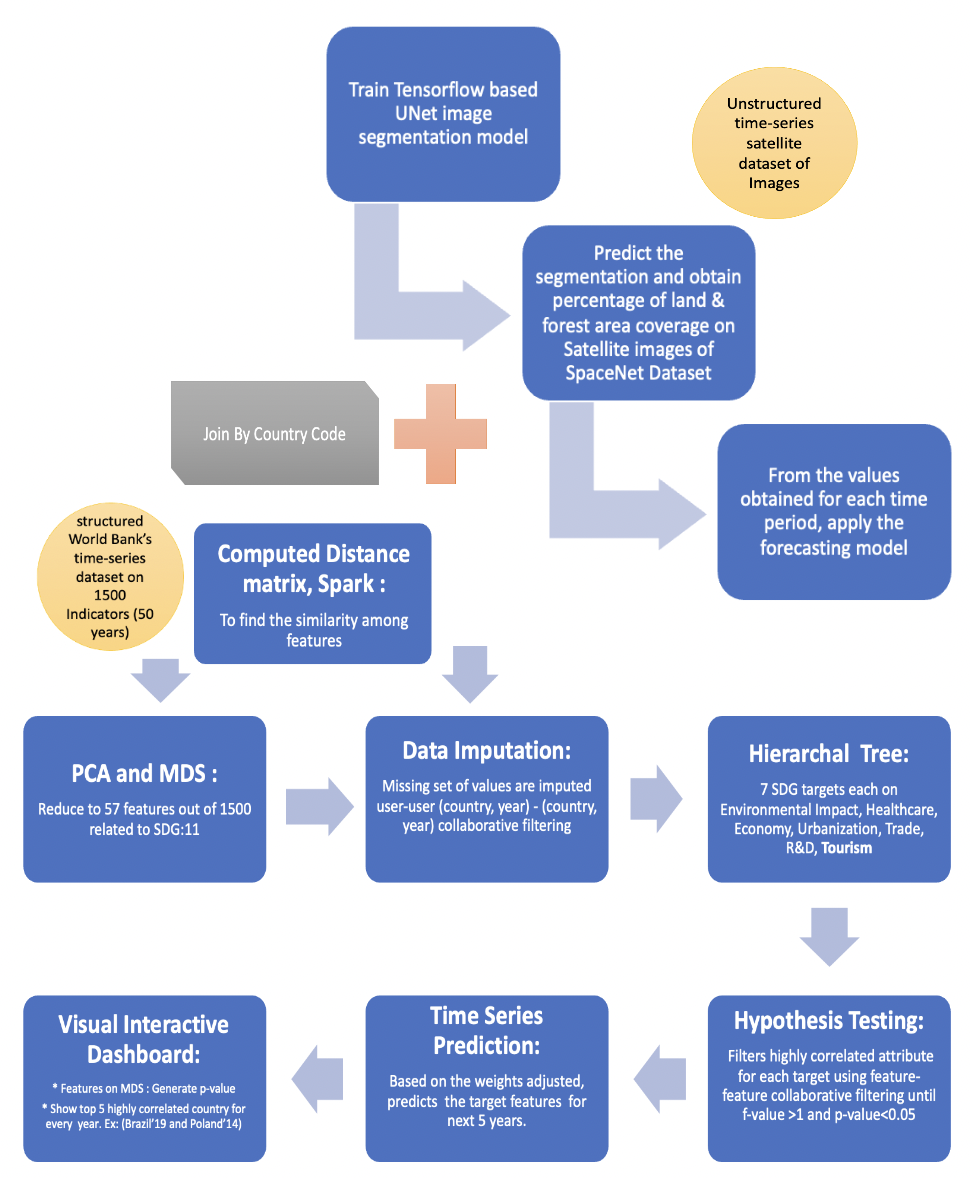 Train Tensorflow based
UNet image
segmentation model
Unstructured
time-series
satellite
dataset of
Images
Predict the
segmentation and obtain
percentage of land &
forest area coverage on
Satellite images of
SpaceNet Dataset
Join By Country Code
From the values
obtained for each time
period, apply the
forecasting model
structured
World Bank's
time-series
dataset on
1500
Indicators (50
years)
Computed Distance
matrix, Spark :
To find the similarity among
features
PCA and MDS :
Reduce to 57 features out of 1500
related to SDG:11
Data Imputation:
Missing set of values are imputed
user-user (country, year) - (country,
year) collaborative filtering
Hierarchal Tree:
7 SDG targets each on
Environmental Impact, Healthcare,
Economy, Urbanization, Trade,
R&D, Tourism
Visual Interactive
Dashboard:
* Features on MDS : Generate p-value
* Show top 5 highly correlated country for
every year. Ex: (Brazil'19 and Poland'14)
Time Series
Prediction:
Based on the weights adjusted,
predicts the target features for
next 5 years.
Hypothesis Testing:
Filters highly correlated attribute
for each target using feature-
feature collaborative filtering until
f-value >1 and p-value<0.05